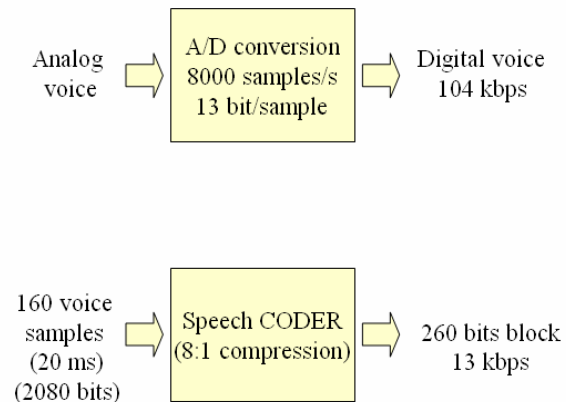 Analog
voice
A/D conversion
8000 samples/s
13 bit/sample
Digital voice
104 kbps
160 voice
samples
(20 ms)
(2080 bits)
Speech CODER
(8:1 compression)
260 bits block
13 kbps